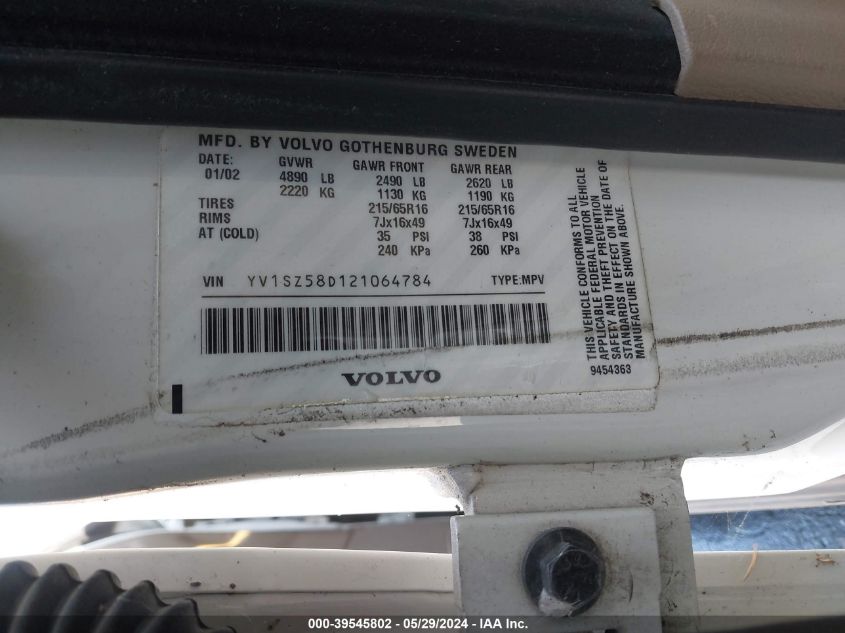 MFD. BY VOLVO GOTHENBURG SWEDEN
DATE: GVWR GAWR FRONT GAWR REAR
01/02 4890 LB 2490 LB 2620 LB
2220 KG 1130 KG 1190 KG
TIRES 215/65R16 215/65R16
RIMS 7Jx16x49 7Jx16x49
AT (COLD) 35 PSI 38 PSI
240 KPa 260 KPa
VIN YV1SZ58D121064784 TYPE:MPV
VOLVO
THIS VEHICLE CONFORMS TO ALL
APPLICABLE FEDERAL MOTOR VEHICLE
SAFETY AND THEFT PREVENTION
STANDARDS IN EFFECT ON THE DATE OF
MANUFACTURE SHOWN ABOVE.
9454363
000-39545802 - 05/29/2024 - IAA Inc.